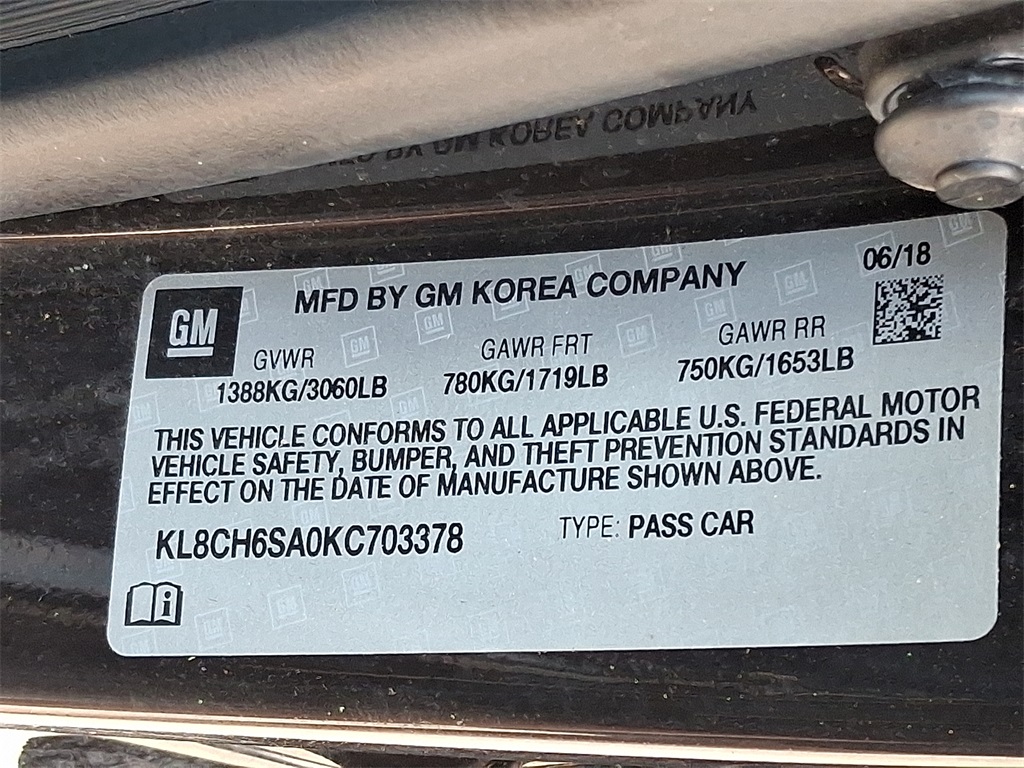 MFD BY GM KOREA COMPANY
06/18
GM
GVWR GAWR FRT GAWR RR
1388KG/3060LB 780KG/1719LB 750KG/1653LB
THIS VEHICLE CONFORMS TO ALL APPLICABLE U.S. FEDERAL MOTOR
VEHICLE SAFETY, BUMPER, AND THEFT PREVENTION STANDARDS IN
EFFECT ON THE DATE OF MANUFACTURE SHOWN ABOVE.
KL8CH6SA0KC703378 TYPE: PASS CAR